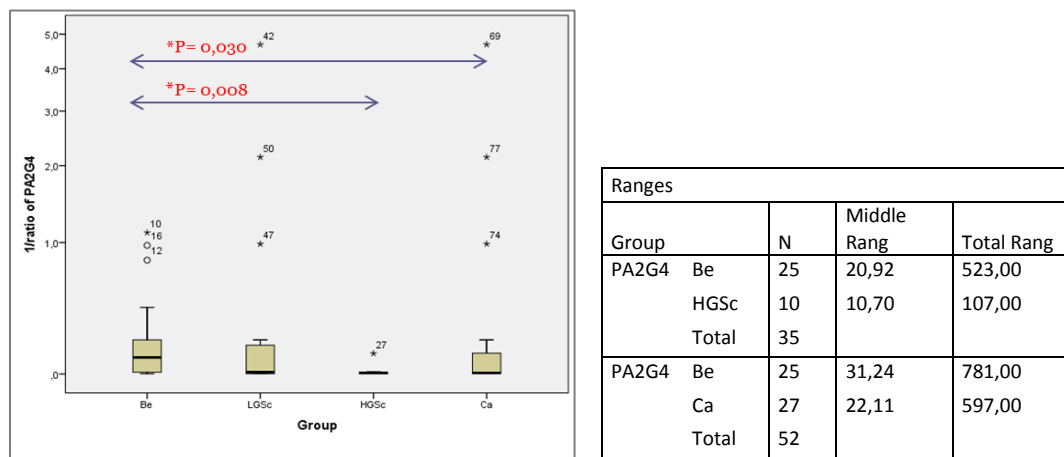 5,0
4,0
3,0
2,0
1,0
,0
1/ratio of PA2G4
*P= 0,030
*P= 0,008
42
69
50
77
10
16
12
47
74
27
Be LGSc HGSc Ca
Group
Ranges
Group N Middle Rang Total Rang
PA2G4 Be 25 20,92 523,00
HGSc 10 10,70 107,00
Total 35
PA2G4 Be 25 31,24 781,00
Ca 27 22,11 597,00
Total 52